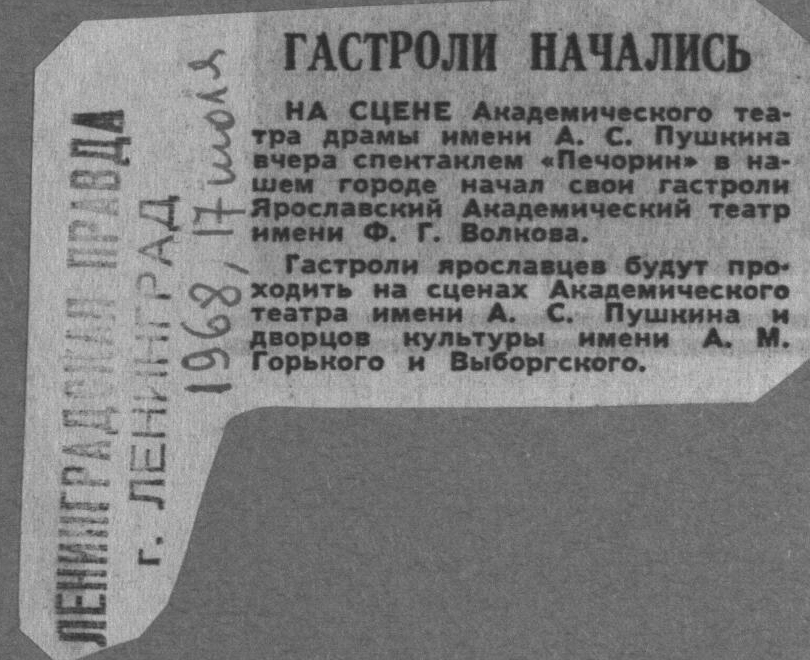 ГАСТРОЛИ НАЧАЛИСЬ
НА СЦЕНЕ Академического теа-
тра драмы имени А. С. Пушкина
вчера спектаклем «Печорин» в на-
шем городе начал свои гастроли
Ярославский Академический театр
имени Ф. Г. Волкова.
Гастроли ярославцев будут про-
ходить на сценах Академического
театра имени А. С. Пушкина и
дворцов культуры имени А. М.
Горького и Выборгского.
ЛЕНИНГРАДСКАЯ ПРАВДА
г. ЛЕНИНГРАД
1968, 17 июля